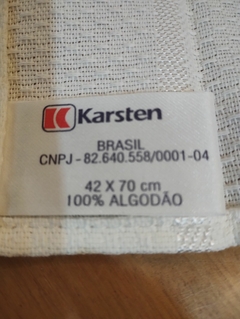 Karsten
BRASIL
CNPJ - 82.640.558/0001-04
42 X 70 cm
100% ALGODÃO